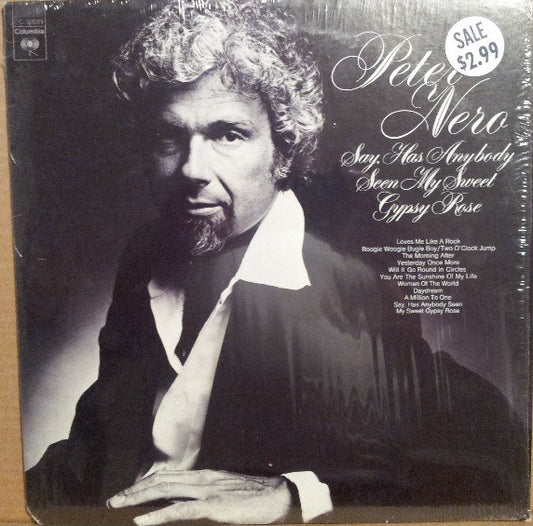 Columbia
SALE
$2.99
Peter
Nero
Say, Has Anybody
Seen My Sweet
Gypsy Rose
Loves Me Like A Rock
Boogie Woogie Bugle Boy/Two O'Clock Jump
The Morning After
Yesterday Once More
Will It Go Round In Circles
You Are The Sunshine Of My Life
Woman Of The World
Daydream
A Million To One
Say, Has Anybody Seen
My Sweet Gypsy Rose